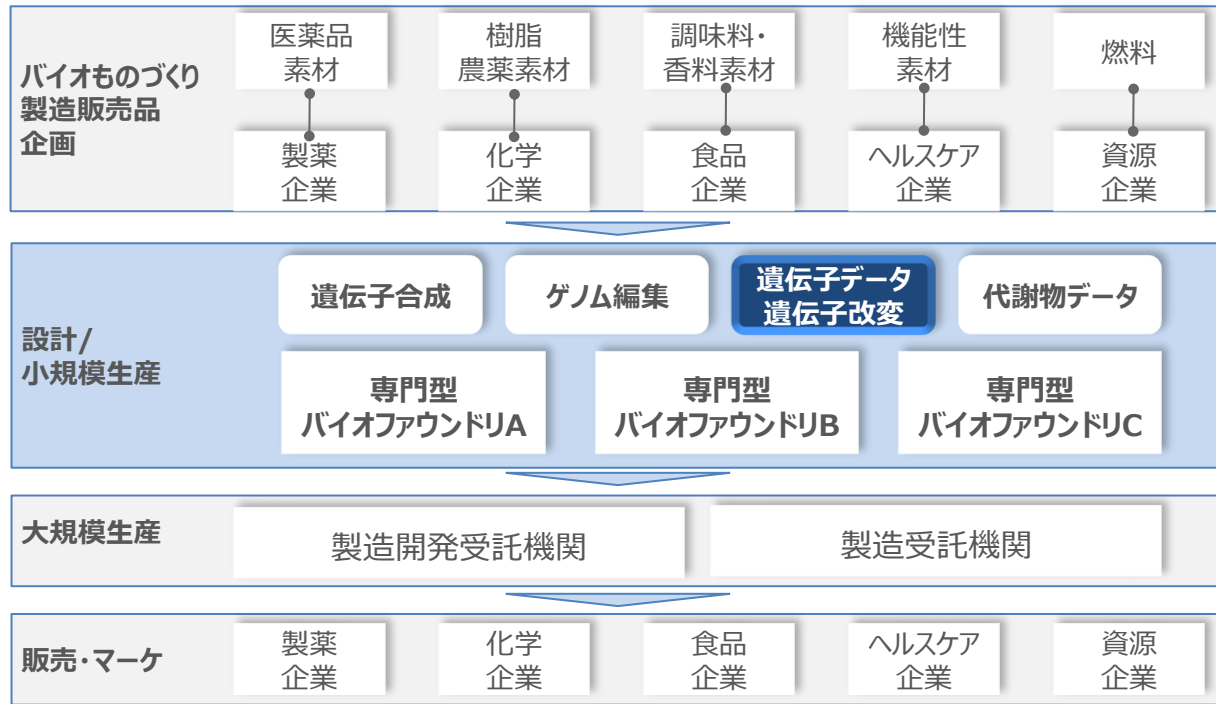 バイオものづくり
製造販売品
企画
医薬品
素材
樹脂
農薬素材
調味料・
香料素材
機能性
素材
燃料
製薬
企業
化学
企業
食品
企業
ヘルスケア
企業
資源
企業
設計/
小規模生産
遺伝子合成
ゲノム編集
遺伝子データ
遺伝子改変
代謝物データ
専門型
バイオファウンドリA
専門型
バイオファウンドリB
専門型
バイオファウンドリC
大規模生産
製造開発受託機関
製造受託機関
販売・マーケ
製薬
企業
化学
企業
食品
企業
ヘルスケア
企業
資源
企業